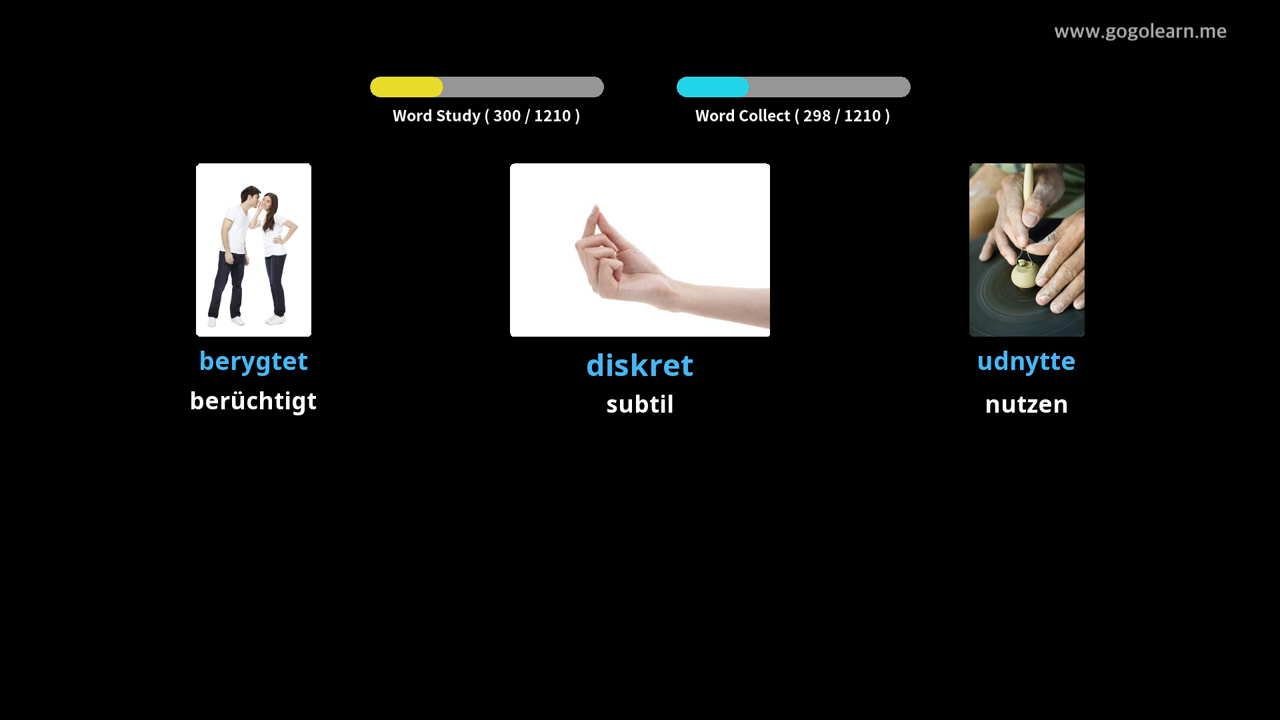 www.gogolearn.me
Word Study ( 300 / 1210 )
Word Collect ( 298 / 1210 )
berygtet
berüchtigt
diskret
subtil
udnytte
nutzen